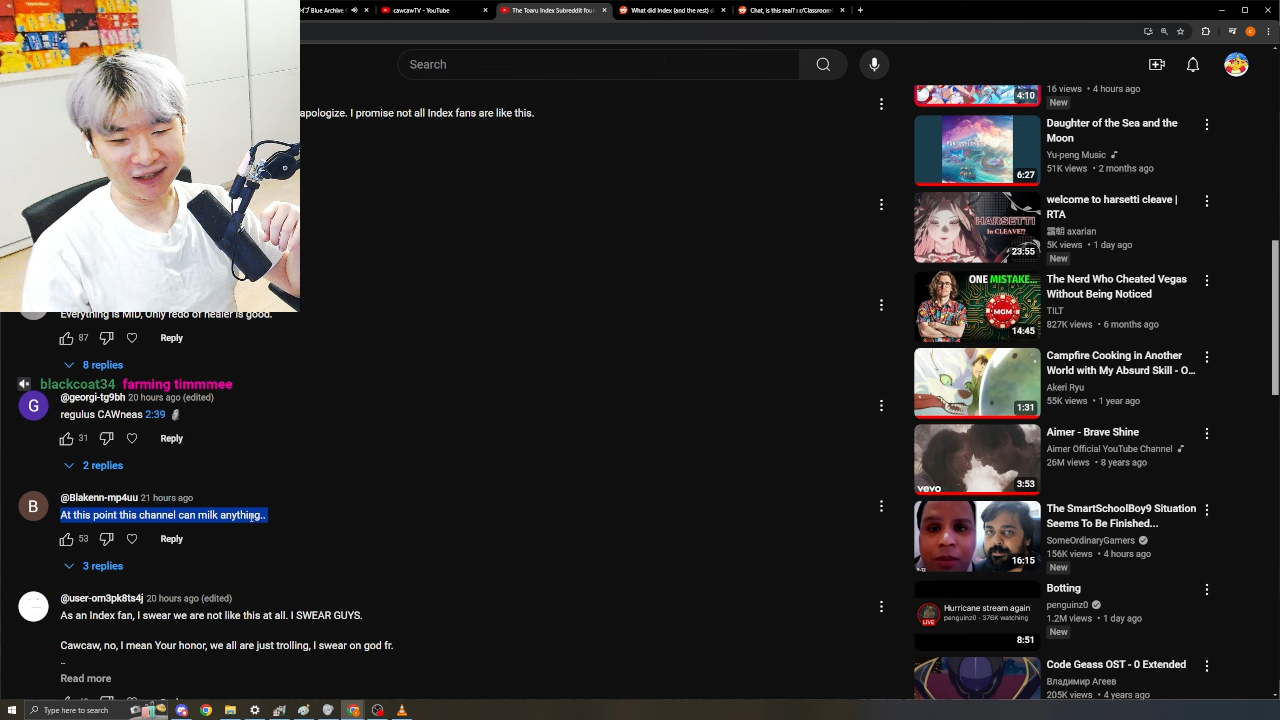 Blue Archive
cawcawTV - YouTube
The Toaru Index Subreddit fou
What did Index (and the rest) d
Chat, is this real? : r/Classroom
Search
apologize. I promise not all Index fans are like this.
Everything is MID, Only redo of healer is good.
87
Reply
8 replies
blackcoat34 farming timmmee
G
@georgi-tg9bh 20 hours ago (edited)
regulus CAWneas 2:39
31
Reply
2 replies
B
@Blakenn-mp4uu 21 hours ago
At this point this channel can milk anything..
53
Reply
3 replies
@user-om3pk8ts4j 20 hours ago (edited)
As an Index fan, I swear we are not like this at all. I SWEAR GUYS.
Cawcaw, no, I mean Your honor, we all are just trolling, I swear on god fr.
..
Read more
4:10
16 views • 4 hours ago
New
6:27
Daughter of the Sea and the
Moon
Yu-peng Music
51K views • 2 months ago
HARSETTI
In CLEAVE??
23:55
welcome to harsetti cleave |
RTA
霜朝 axarian
5K views • 1 day ago
New
ONE MISTAKE...
MGM
14:45
The Nerd Who Cheated Vegas
Without Being Noticed
TILT
827K views • 6 months ago
1:31
Campfire Cooking in Another
World with My Absurd Skill - O...
Akeri Ryu
55K views • 1 year ago
vevo
3:53
Aimer - Brave Shine
Aimer Official YouTube Channel
26M views • 8 years ago
16:15
The SmartSchoolBoy9 Situation
Seems To Be Finished...
SomeOrdinaryGamers
156K views • 4 hours ago
New
Hurricane stream again
penguinz0 · 376K watching
LIVE
8:51
Botting
penguinz0
1.2M views • 1 day ago
New
Code Geass OST - 0 Extended
Владимир Агеев
205K views • 4 years ago
Type here to search